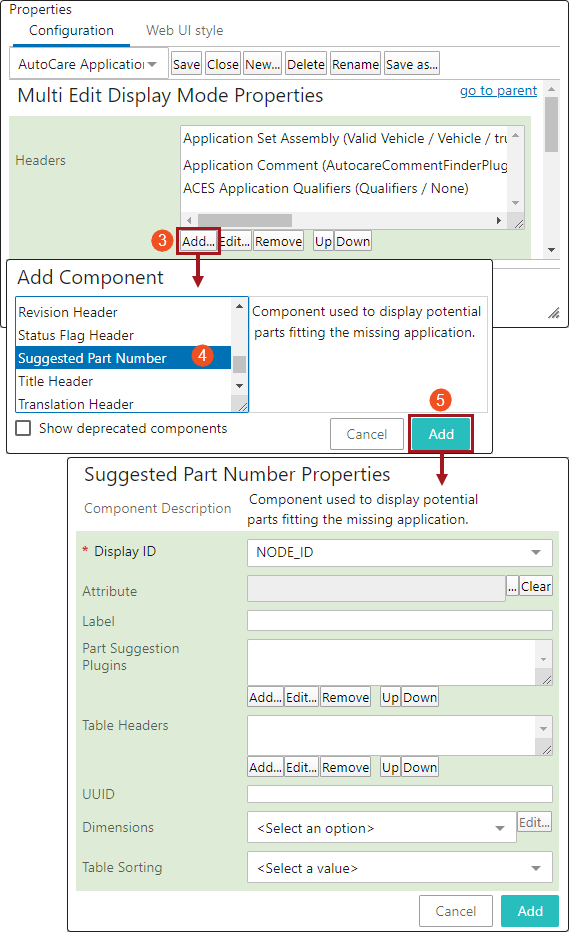 Properties
Configuration Web UI style
AutoCare Application Save Close New... Delete Rename Save as...
Multi Edit Display Mode Properties go to parent
Headers
Application Set Assembly (Valid Vehicle / Vehicle / tru
Application Comment (AutocareCommentFinderPlug
ACES Application Qualifiers (Qualifiers / None)
3 Add... Edit... Remove Up Down
Add Component
Revision Header
Status Flag Header
Suggested Part Number 4
Title Header
Translation Header
Component used to display potential
parts fitting the missing application.
Show deprecated components
5
Cancel Add
Suggested Part Number Properties
Component Description
Component used to display potential
parts fitting the missing application.
* Display ID NODE_ID
Attribute ... Clear
Label
Part Suggestion
Plugins
Add... Edit... Remove Up Down
Table Headers
Add... Edit... Remove Up Down
UUID
Dimensions <Select an option> Edit...
Table Sorting <Select a value>
Cancel Add